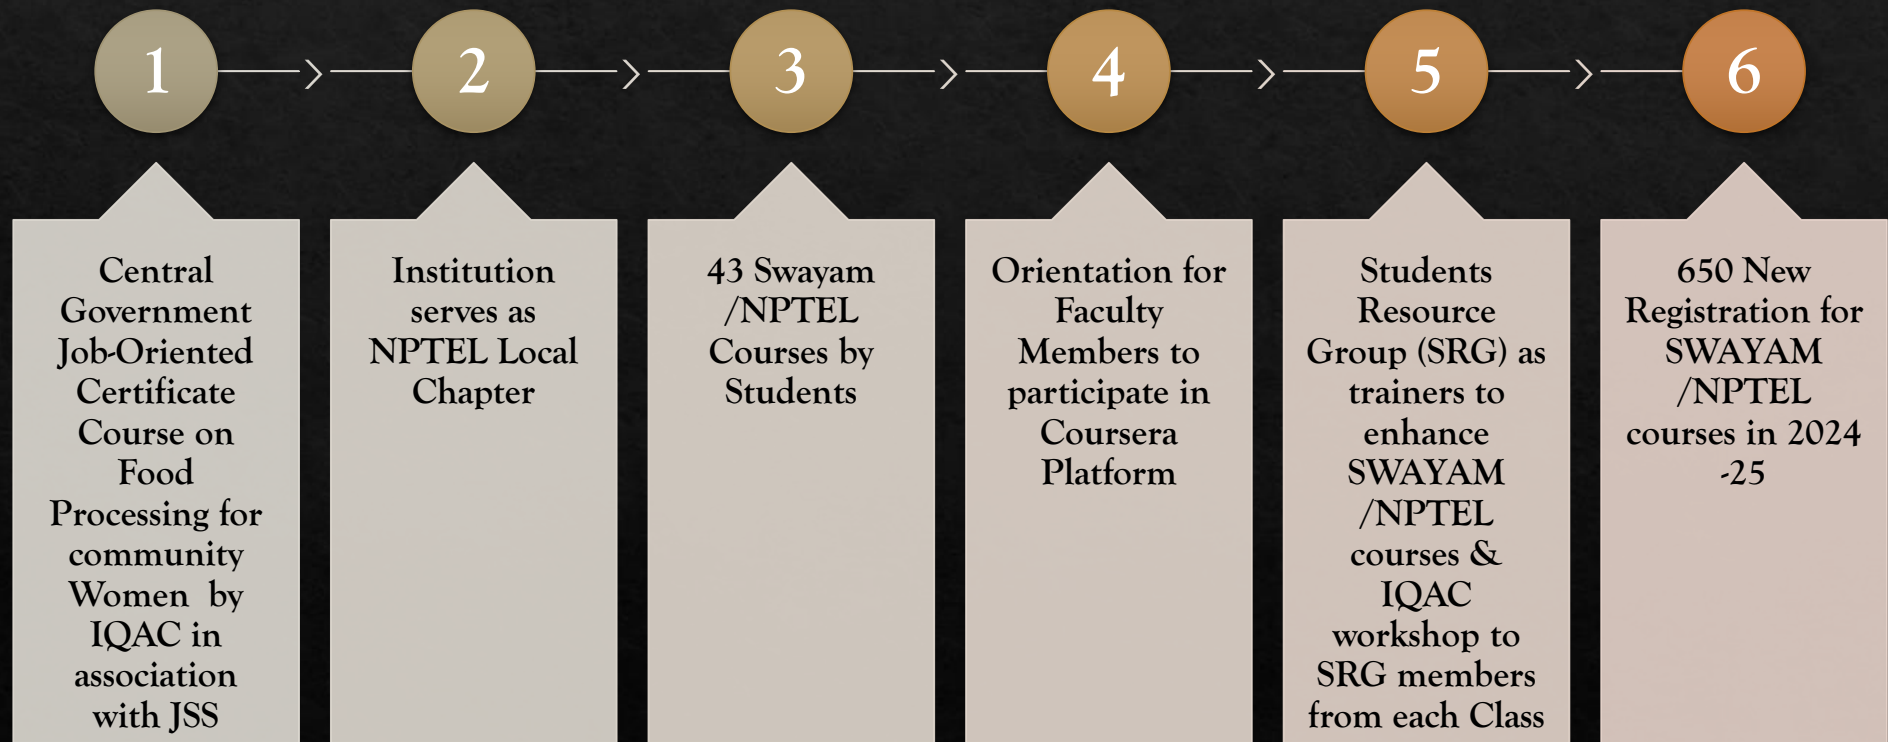 1
Central
Government
Job-Oriented
Certificate
Course on
Food
Processing for
community
Women  by
IQAC in
association
with JSS
2
Institution
serves as
NPTEL Local
Chapter
3
43 Swayam
/NPTEL
Courses by
Students
4
Orientation for
Faculty
Members to
participate in
Coursera
Platform
5
Students
Resource
Group (SRG) as
trainers to
enhance
SWAYAM
/NPTEL
courses &
IQAC
workshop to
SRG members
from each Class
6
650 New
Registration for
SWAYAM
/NPTEL
courses in 2024
-25